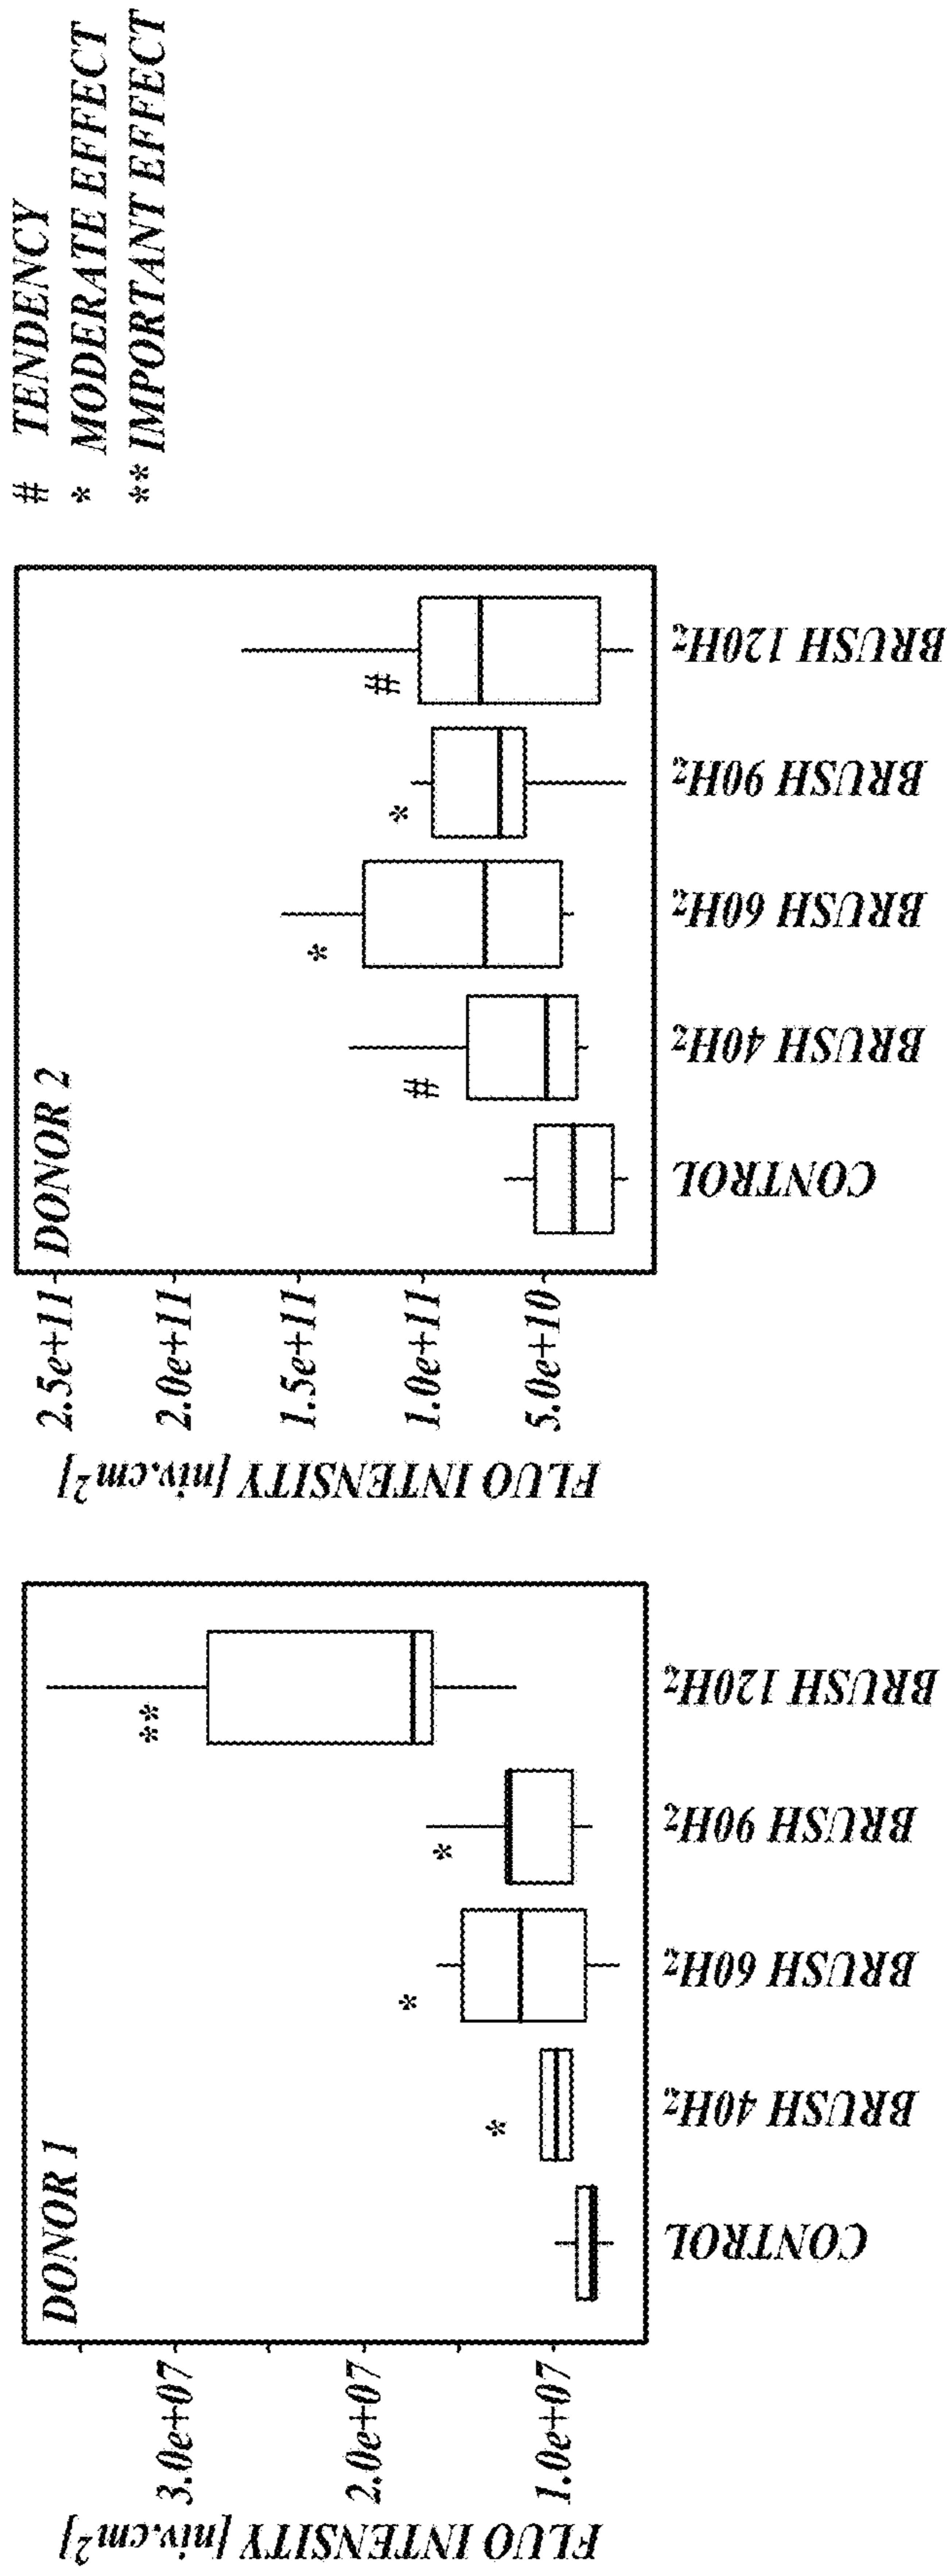 DONOR 1
FLUO INTENSITY [niv.cm²]
3.0e+07
2.0e+07
1.0e+07
*
*
*
**
CONTROL
BRUSH 40Hz
BRUSH 60Hz
BRUSH 90Hz
BRUSH 120Hz
DONOR 2
FLUO INTENSITY [niv.cm²]
2.5e+11
2.0e+11
1.5e+11
1.0e+11
5.0e+10
#
*
*
#
CONTROL
BRUSH 40Hz
BRUSH 60Hz
BRUSH 90Hz
BRUSH 120Hz
# TENDENCY
* MODERATE EFFECT
** IMPORTANT EFFECT